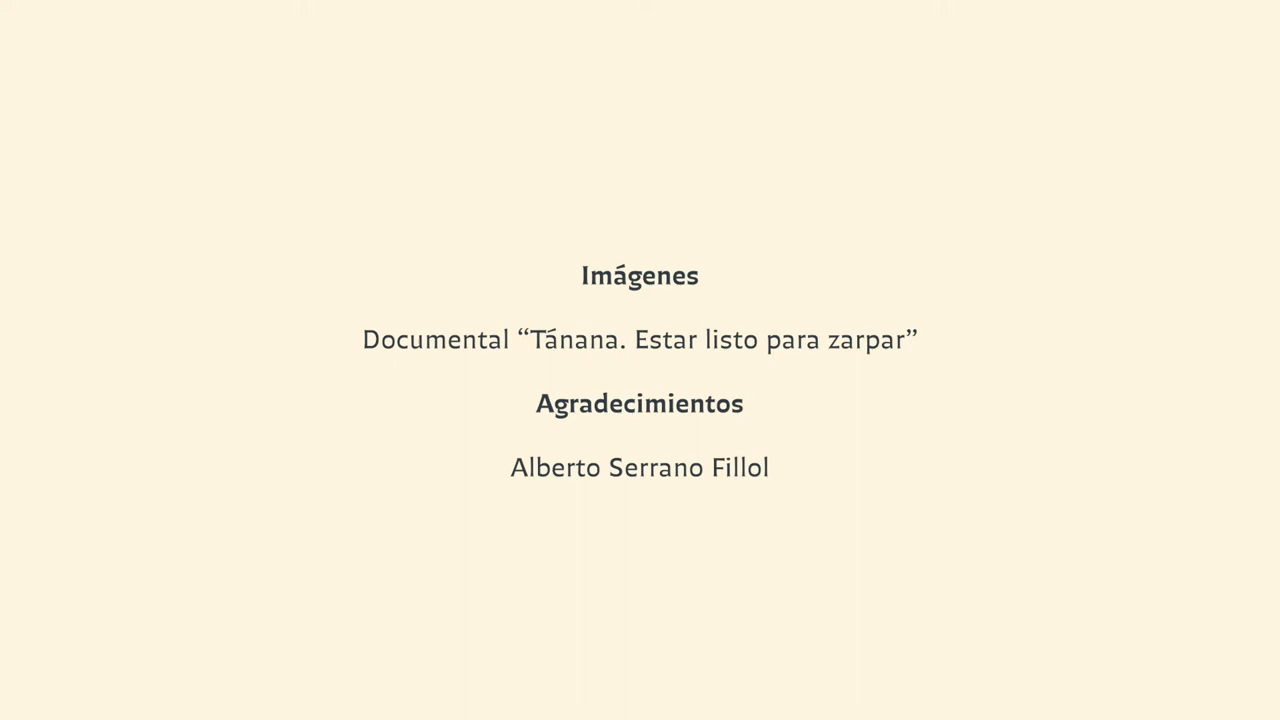 Imágenes
Documental “Tánana. Estar listo para zarpar”
Agradecimientos
Alberto Serrano Fillol